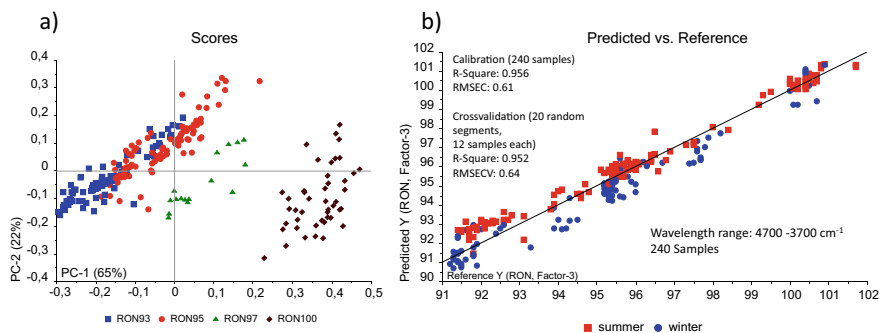 a)
Scores
0,4
0,3
0,2
0,1
0
-0,1
-0,2
-0,3
-0,4
PC-2 (22%)
PC-1 (65%)
-0,3
-0,2
-0,1
0
0,1
0,2
0,3
0,4
0,5
RON93
RON95
RON97
RON100
b)
Predicted vs. Reference
102
101
100
99
98
97
96
95
94
93
92
91
90
Predicted Y (RON, Factor-3)
Calibration (240 samples)
R-Square: 0.956
RMSEC: 0.61
Crossvalidation (20 random
segments,
12 samples each)
R-Square: 0.952
RMSECV: 0.64
Wavelength range: 4700 -3700 cm⁻¹
240 Samples
Reference Y (RON, Factor-3)
91
92
93
94
95
96
97
98
99
100
101
102
summer
winter